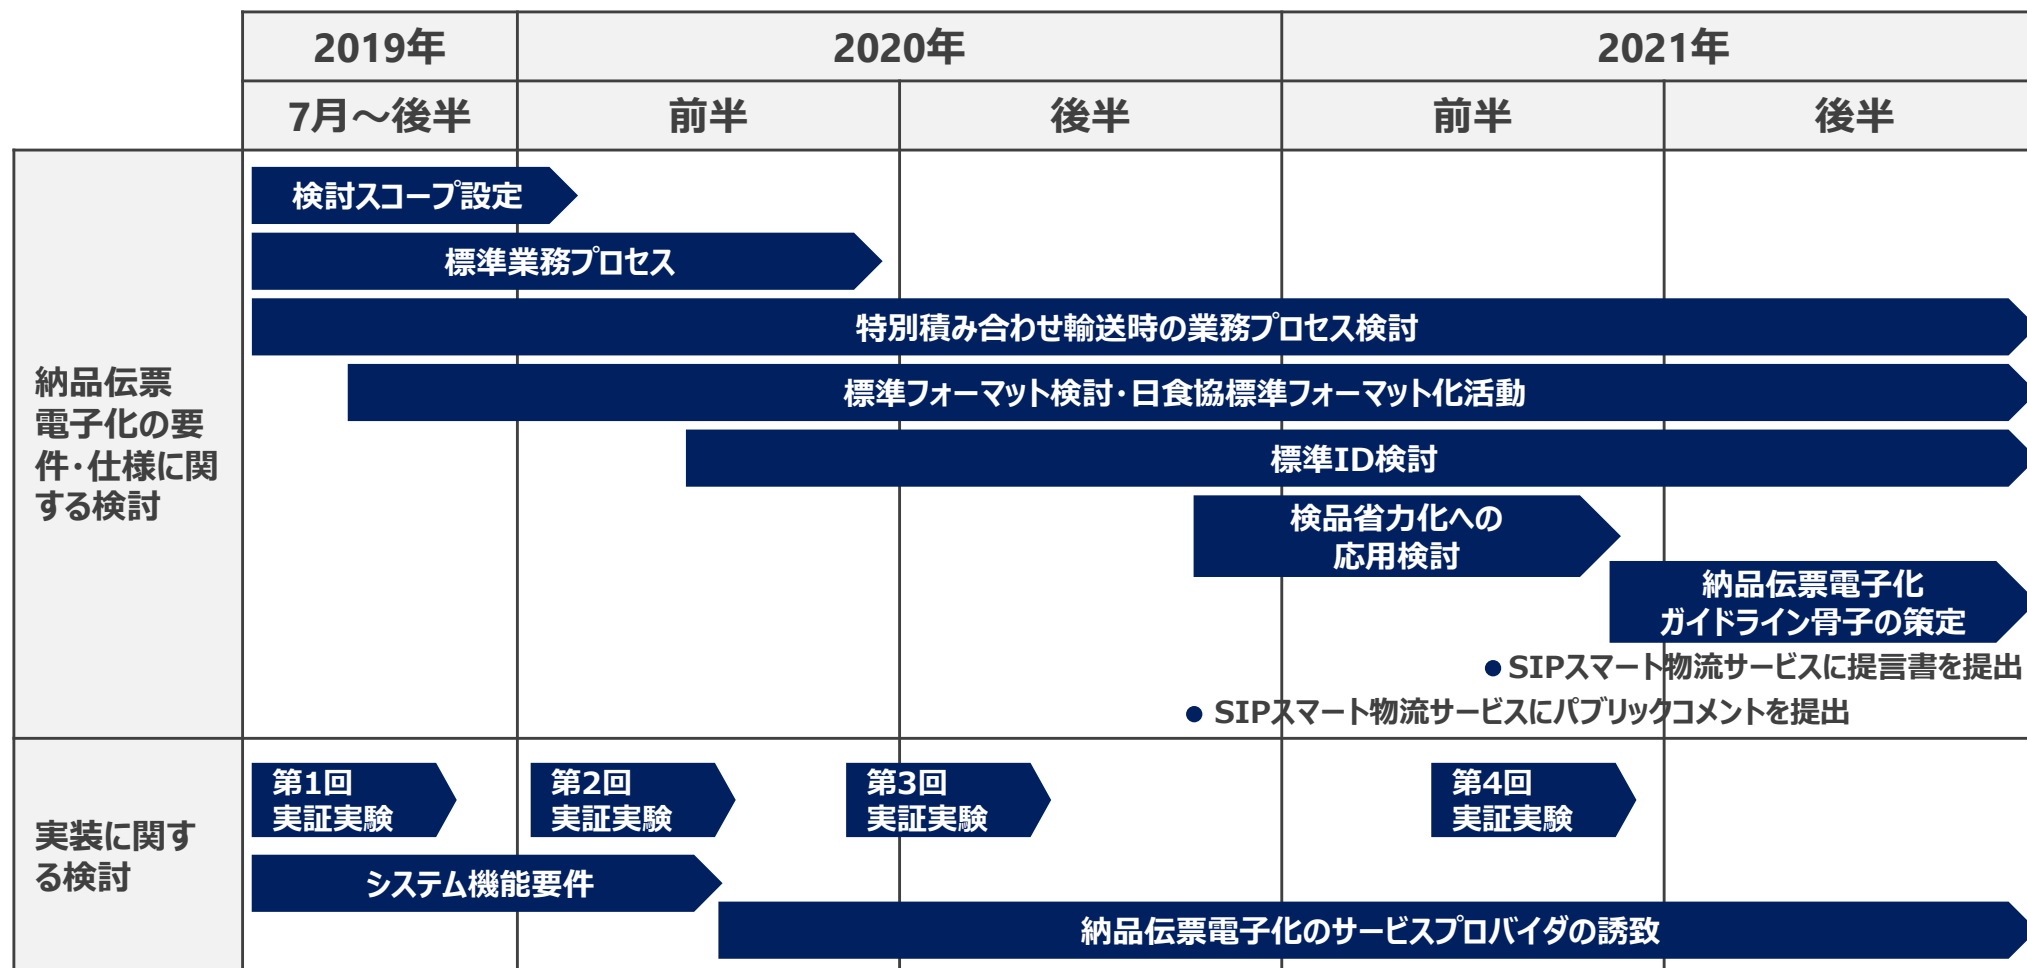 2019年
2020年
2021年
7月～後半
前半
後半
前半
後半
納品伝票
電子化の要
件・仕様に関
する検討
検討スコープ設定
標準業務プロセス
特別積み合わせ輸送時の業務プロセス検討
標準フォーマット検討・日食協標準フォーマット化活動
標準ID検討
検品省力化への
応用検討
納品伝票電子化
ガイドライン骨子の策定
●SIPスマート物流サービスに提言書を提出
● SIPスマート物流サービスにパブリックコメントを提出
実装に関す
る検討
第1回
実証実験
第2回
実証実験
第3回
実証実験
第4回
実証実験
システム機能要件
納品伝票電子化のサービスプロバイダの誘致